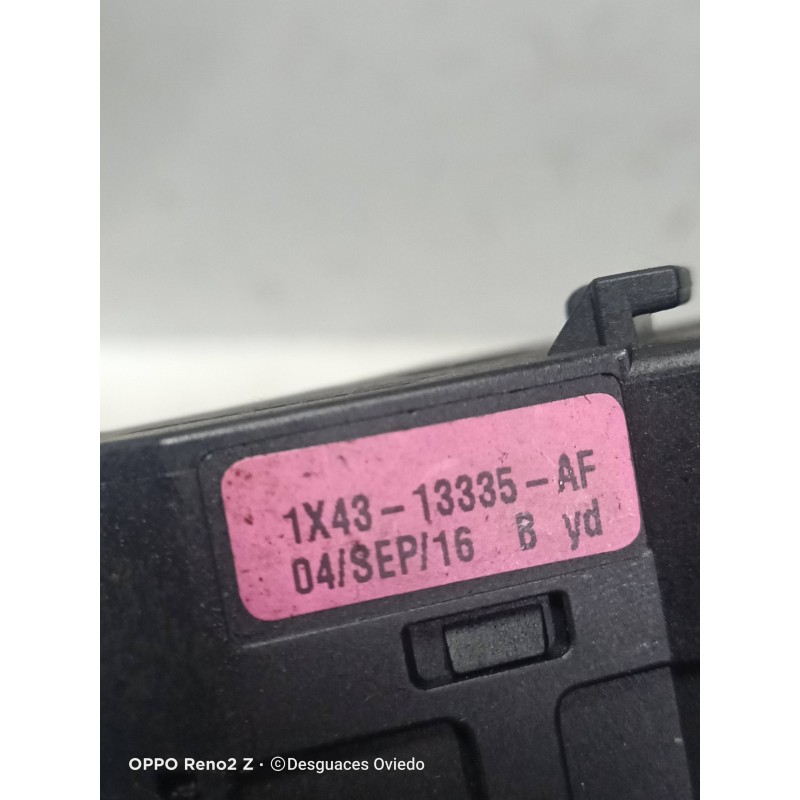 1X43-13335-AF
04/SEP/16 B yd
OPPO Reno2 Z · ©Desguaces Oviedo